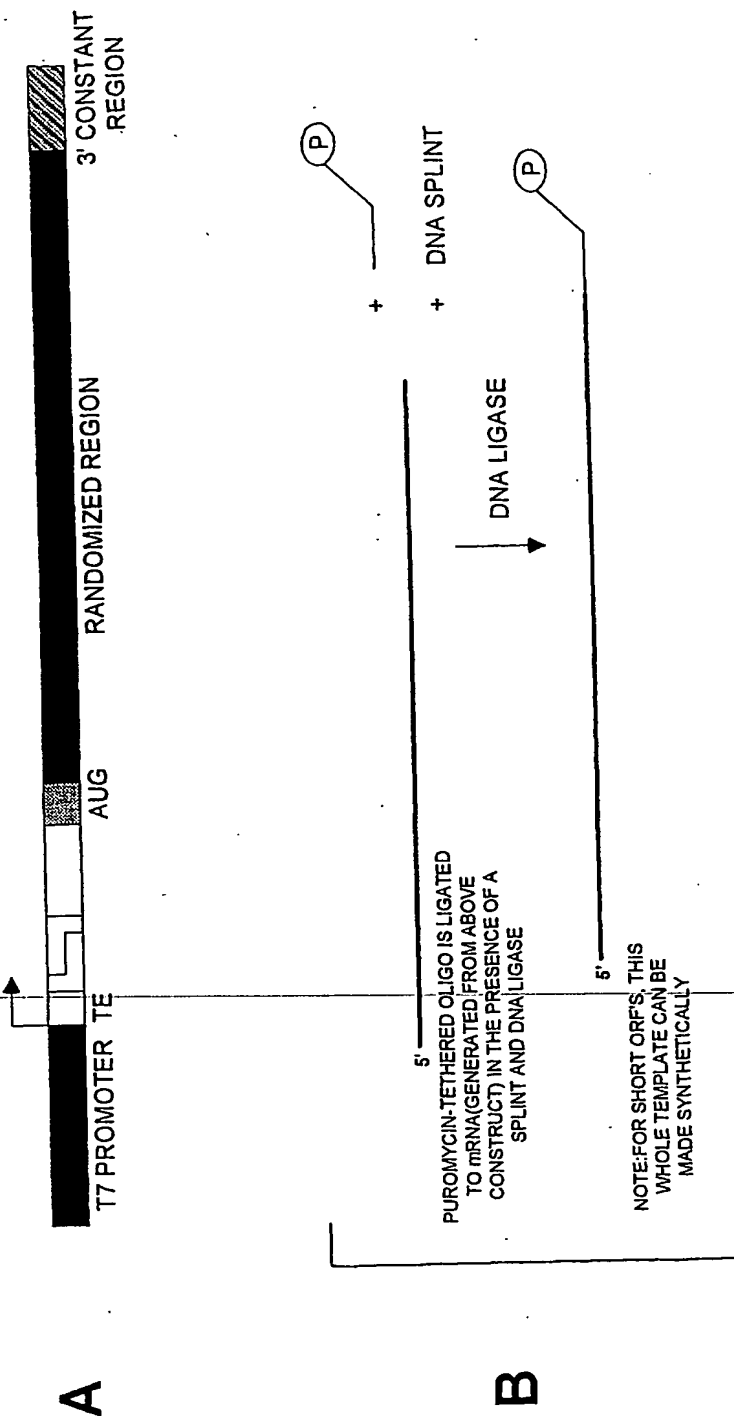 A
T7 PROMOTER TE AUG RANDOMIZED REGION 3' CONSTANT
REGION
B
5' + P
PUROMYCIN-TETHERED OLIGO IS LIGATED
TO mRNA(GENERATED FROM ABOVE
CONSTRUCT) IN THE PRESENCE OF A
SPLINT AND DNA LIGASE
+ DNA SPLINT
DNA LIGASE
5' P
NOTE:FOR SHORT ORF'S, THIS
WHOLE TEMPLATE CAN BE
MADE SYNTHETICALLY